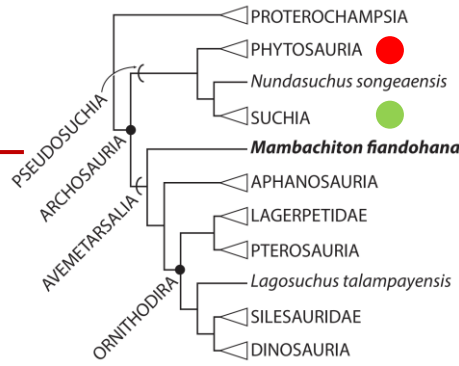 PROTEROCHAMPSIA
PHYTOSAURIA
Nundasuchus songeaensis
SUCHIA
PSEUDOSUCHIA
ARCHOSAURIA
Mambachiton fiandohana
APHANOSAURIA
AVEMETARSALIA
LAGERPETIDAE
PTEROSAURIA
ORNITHODIRA
Lagosuchus talampayensis
SILESAURIDAE
DINOSAURIA